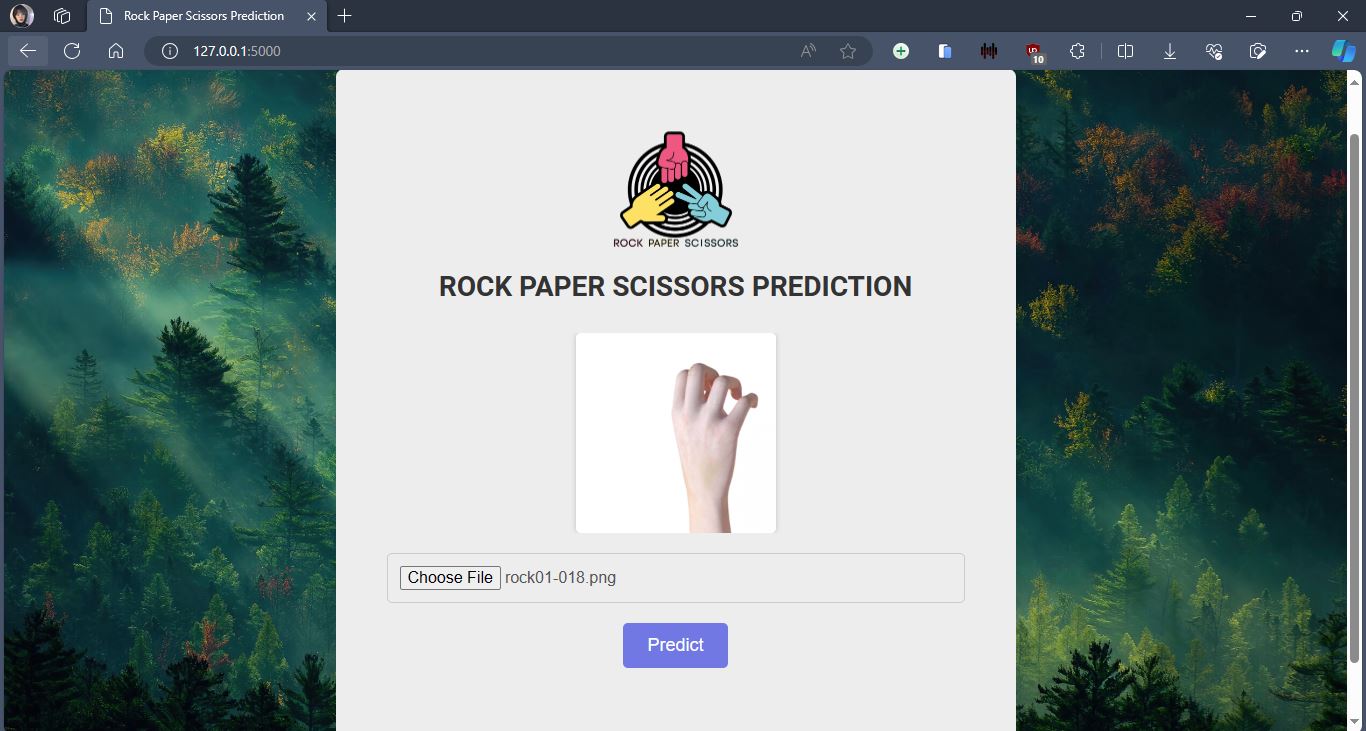 Rock Paper Scissors Prediction
127.0.0.1:5000
10
ROCK PAPER SCISSORS
ROCK PAPER SCISSORS PREDICTION
Choose File rock01-018.png
Predict